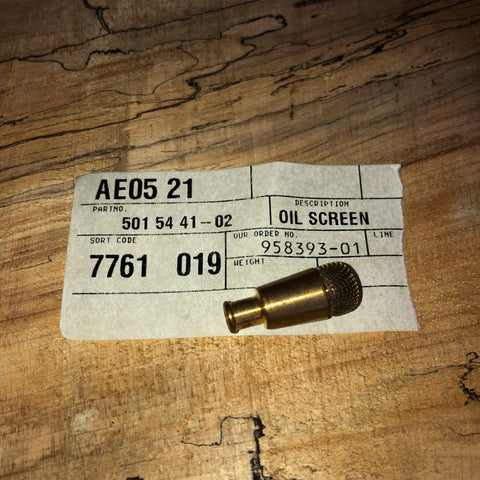 AE05 21
PARTNO. DESCRIPTION
501 54 41--02 OIL SCREEN
SORT CODE OUR ORDER NO. LINE
7761 019 958393-01
WEIGHT